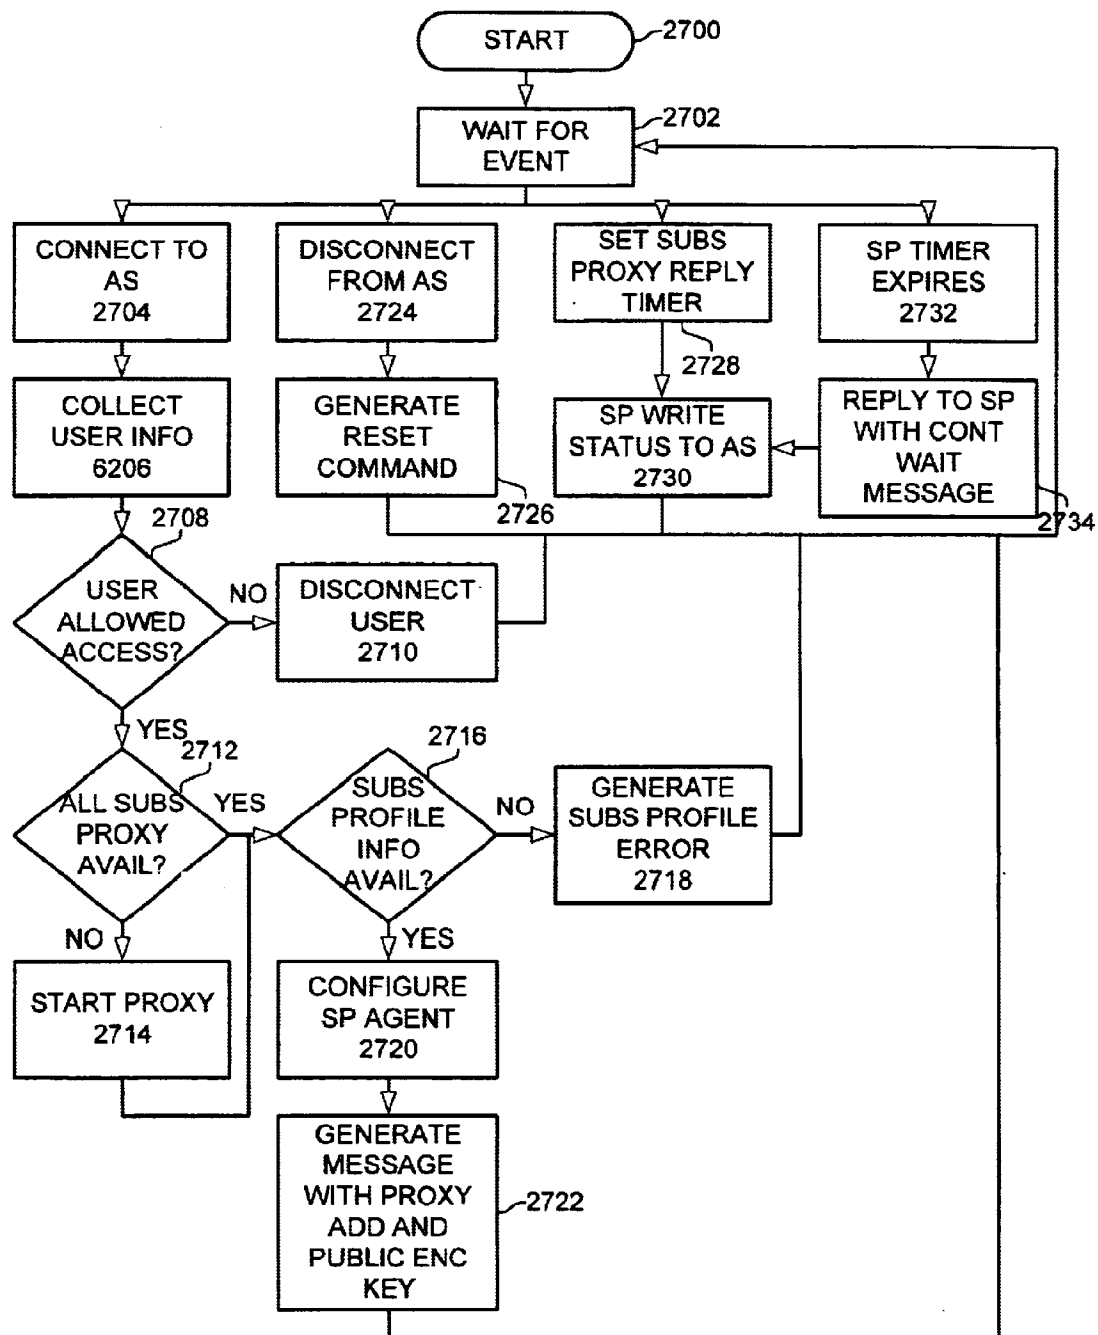 START
2700
WAIT FOR
EVENT
2702
CONNECT TO
AS
2704
DISCONNECT
FROM AS
2724
SET SUBS
PROXY REPLY
TIMER
2728
SP TIMER
EXPIRES
2732
COLLECT
USER INFO
6206
GENERATE
RESET
COMMAND
2726
SP WRITE
STATUS TO AS
2730
REPLY TO SP
WITH CONT
WAIT
MESSAGE
2734
2708
USER
ALLOWED
ACCESS?
NO
DISCONNECT
USER
2710
YES
2712
ALL SUBS
PROXY
AVAIL?
YES
2716
SUBS
PROFILE
INFO
AVAIL?
NO
GENERATE
SUBS PROFILE
ERROR
2718
NO
YES
START PROXY
2714
CONFIGURE
SP AGENT
2720
GENERATE
MESSAGE
WITH PROXY
ADD AND
PUBLIC ENC
KEY
2722